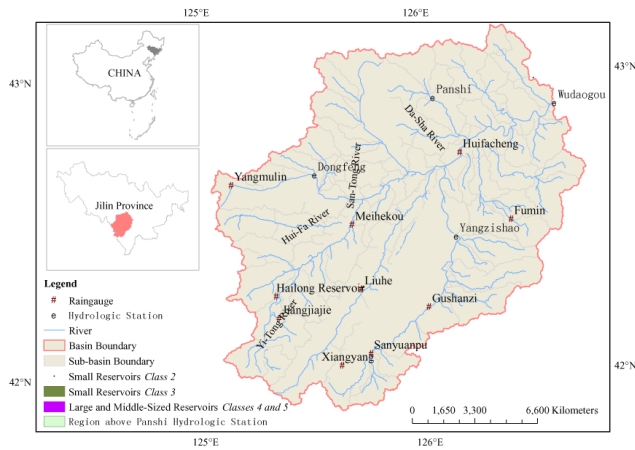 125°E
126°E
43°N
43°N
CHINA
Jilin Province
Panshi
Wudaogou
Da-Sha River
Huifacheng
Dongfeng
San-Tong River
Yangmulin
Fumin
Meihekou
Hui-Fa River
Yangzishao
Hailong Reservoir
Liuhe
Gushanzi
Yi-Tong River
Sanyuanpu
Xiangyang
Legend
# Raingauge
e Hydrologic Station
River
Basin Boundary
Sub-basin Boundary
Small Reservoirs Class 2
Small Reservoirs Class 3
Large and Middle-Sized Reservoirs Classes 4 and 5
Region above Panshi Hydrologic Station
42°N
42°N
0 1,650 3,300 6,600 Kilometers
125°E
126°E